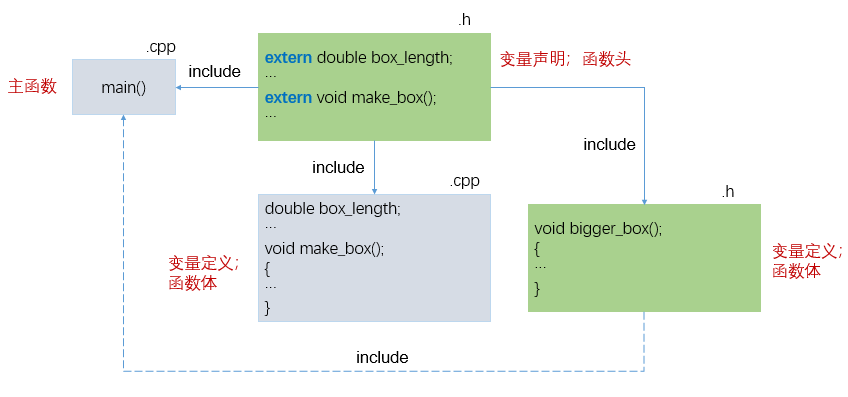 .h
.cpp
extern double box_length;
...
extern void make_box();
...
变量声明；函数头
include
主函数
main()
include
include
.cpp
.h
double box_length;
...
void make_box();
{
...
}
变量定义；
函数体
void bigger_box();
{
...
}
变量定义；
函数体
include